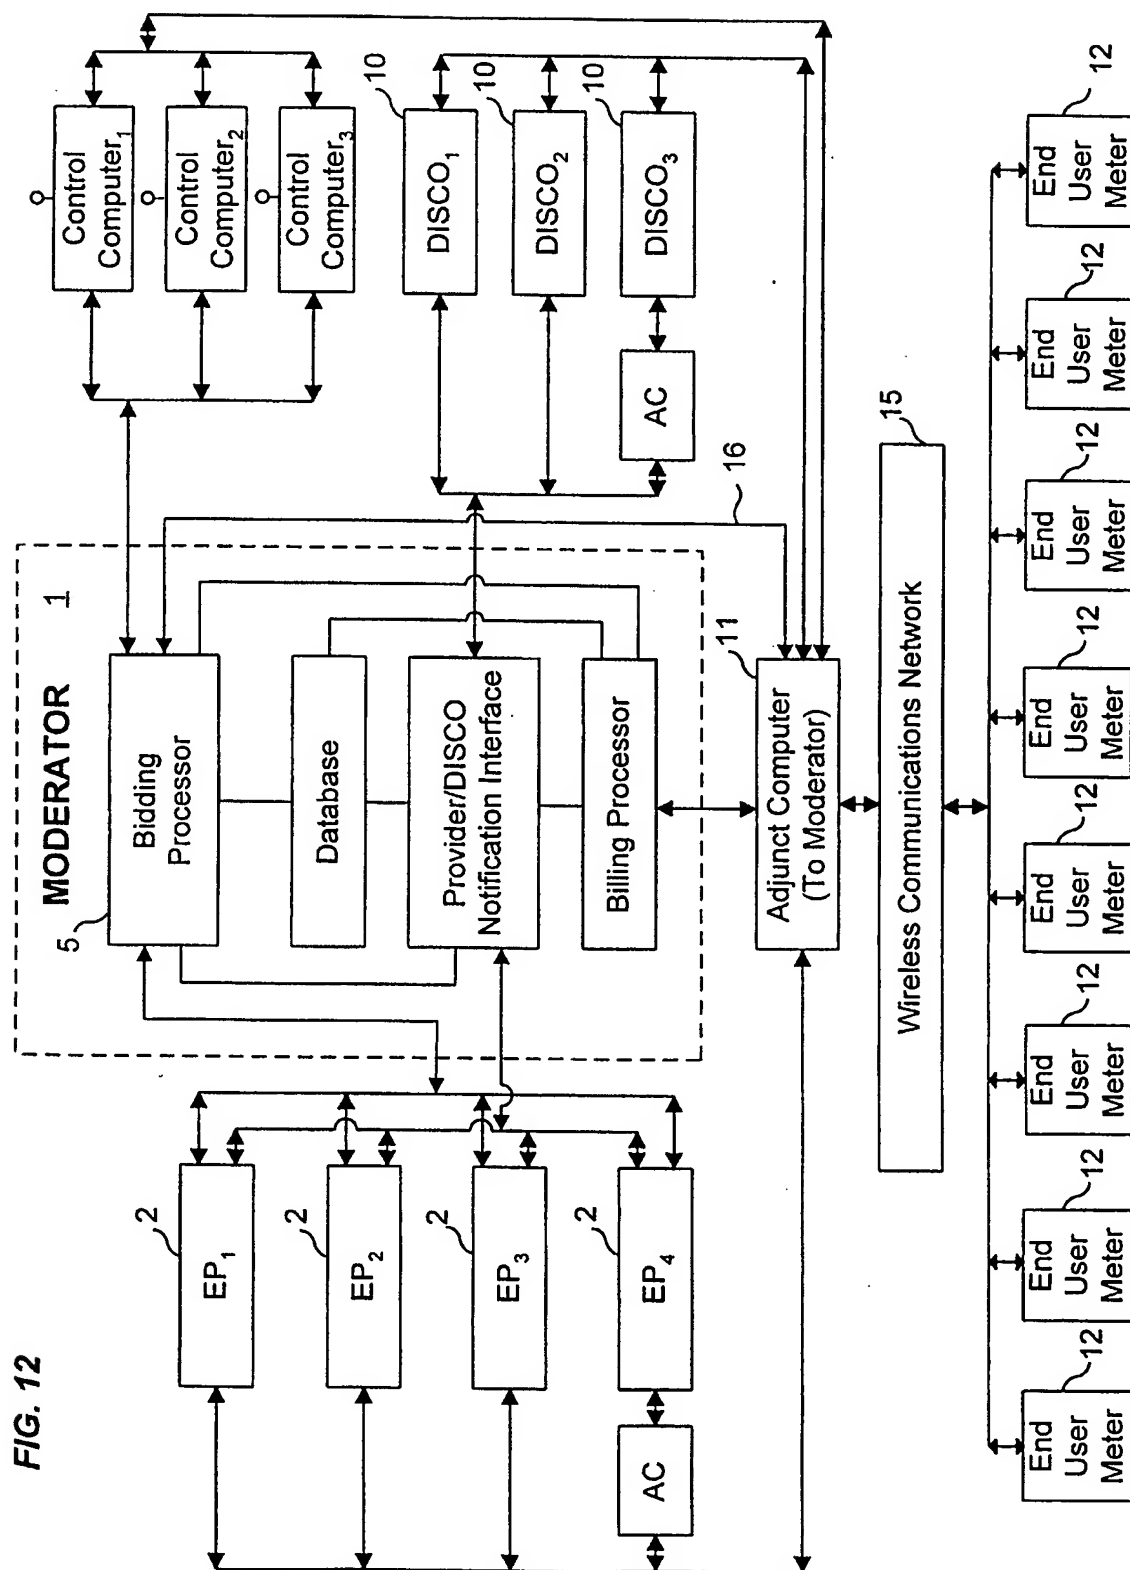 FIG. 12
MODERATOR
1
5
Bidding
Processor
Database
Provider/DISCO
Notification Interface
Billing Processor
2
EP1
2
EP2
2
EP3
2
EP4
AC
Control
Computer1
Control
Computer2
Control
Computer3
10
DISCO1
10
DISCO2
10
DISCO3
AC
16
11
Adjunct Computer
(To Moderator)
15
Wireless Communications Network
12
End
User
Meter
12
End
User
Meter
12
End
User
Meter
12
End
User
Meter
12
End
User
Meter
12
End
User
Meter
12
End
User
Meter
12
End
User
Meter